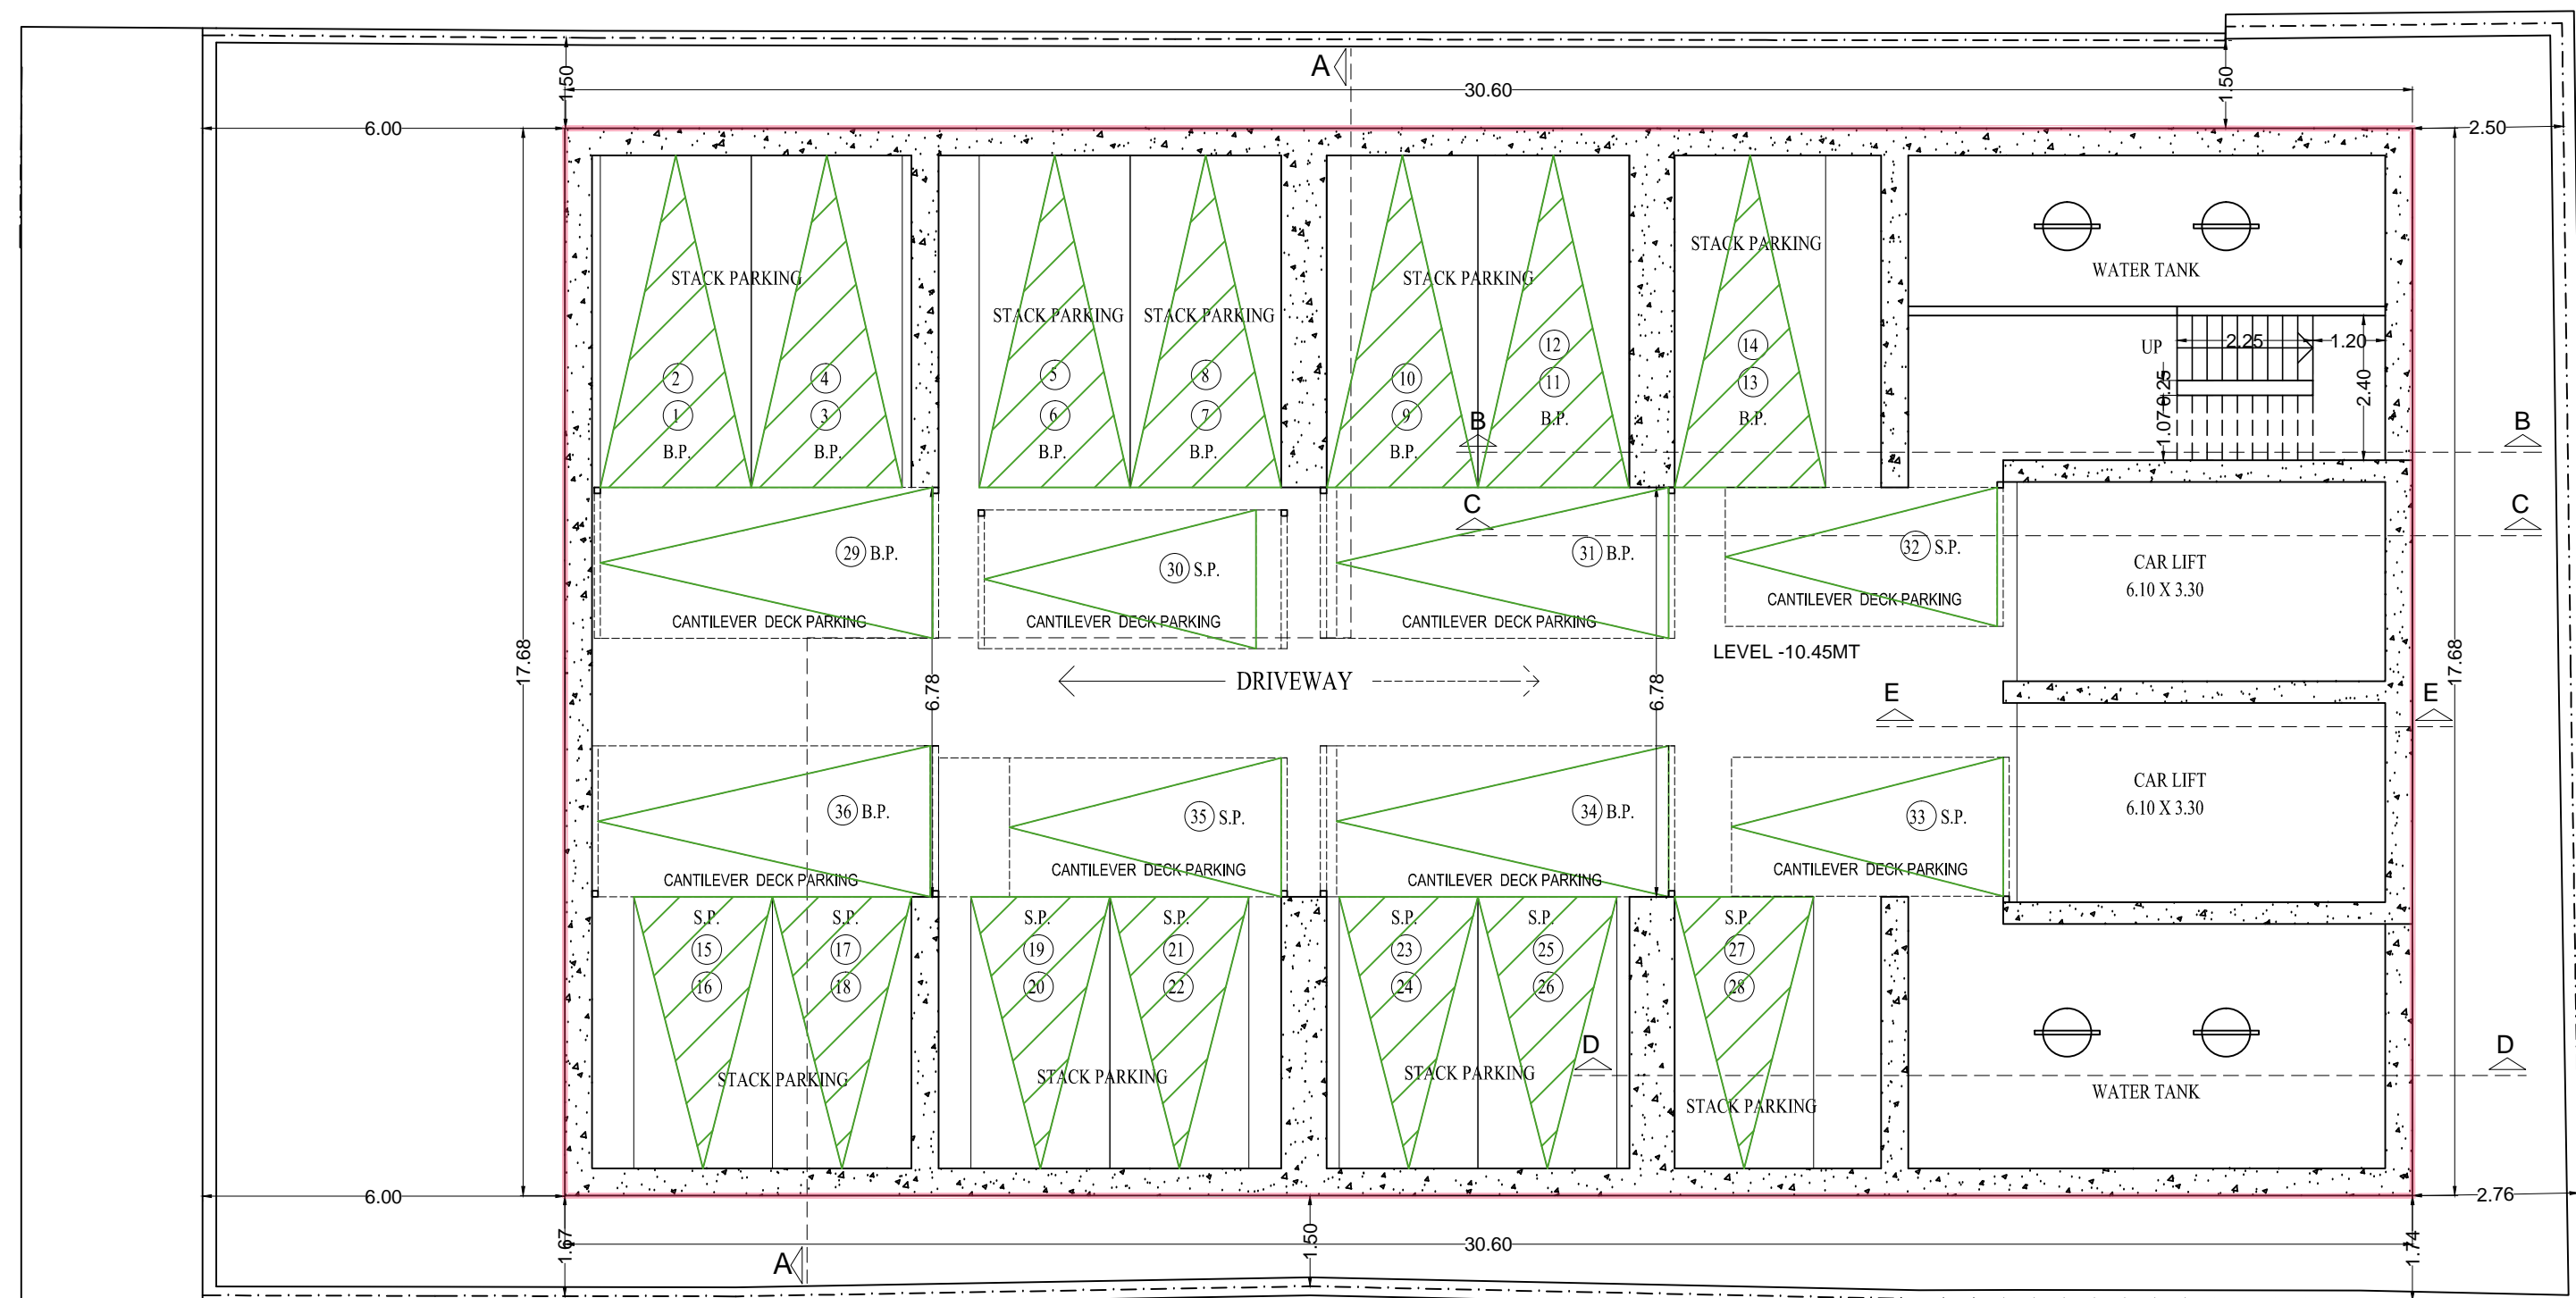 A
1.50
30.60
1.50
6.00
2.50
STACK PARKING
STACK PARKING
STACK PARKING
STACK PARKING
STACK PARKING
WATER TANK
2
1
B.P.
4
3
B.P.
5
6
B.P.
8
7
B.P.
10
9
B.P.
12
11
B.P.
14
13
B.P.
UP
2.25
1.20
0.25
1.07
2.40
B
B
C
C
29 B.P.
CANTILEVER DECK PARKING
30 S.P.
CANTILEVER DECK PARKING
31 B.P.
CANTILEVER DECK PARKING
32 S.P.
CANTILEVER DECK PARKING
CAR LIFT
6.10 X 3.30
LEVEL -10.45MT
17.68
6.78
DRIVEWAY
6.78
17.68
E
E
36 B.P.
CANTILEVER DECK PARKING
35 S.P.
CANTILEVER DECK PARKING
34 B.P.
CANTILEVER DECK PARKING
33 S.P.
CANTILEVER DECK PARKING
CAR LIFT
6.10 X 3.30
S.P.
15
16
S.P.
17
18
S.P.
19
20
S.P.
21
22
S.P.
23
24
S.P.
25
26
S.P.
27
28
STACK PARKING
STACK PARKING
STACK PARKING
STACK PARKING
D
D
WATER TANK
6.00
2.76
1.67
1.50
30.60
1.74
A